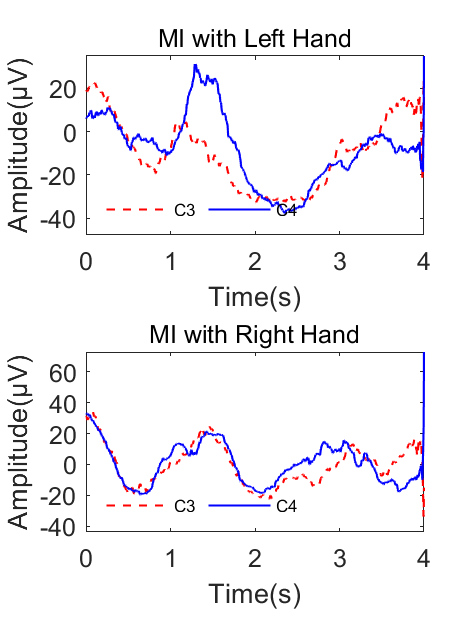 MI with Left Hand
Amplitude(μV)
20
0
-20
-40
C3
C4
0
1
2
3
4
Time(s)
MI with Right Hand
Amplitude(μV)
60
40
20
0
-20
-40
C3
C4
0
1
2
3
4
Time(s)